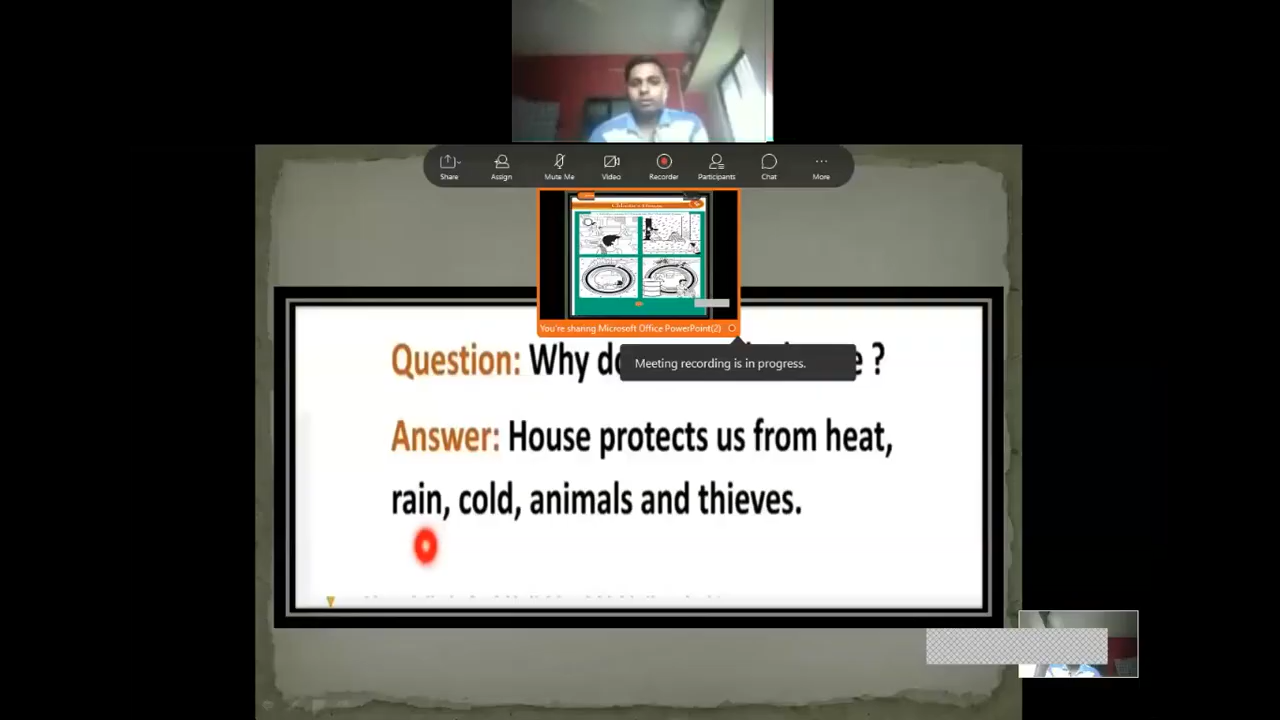 Share
Assign
Mute Me
Video
Recorder
Participants
Chat
More
You're sharing Microsoft Office PowerPoint(2)
Meeting recording is in progress.
Question: Why ?
Answer: House protects us from heat,
rain, cold, animals and thieves.